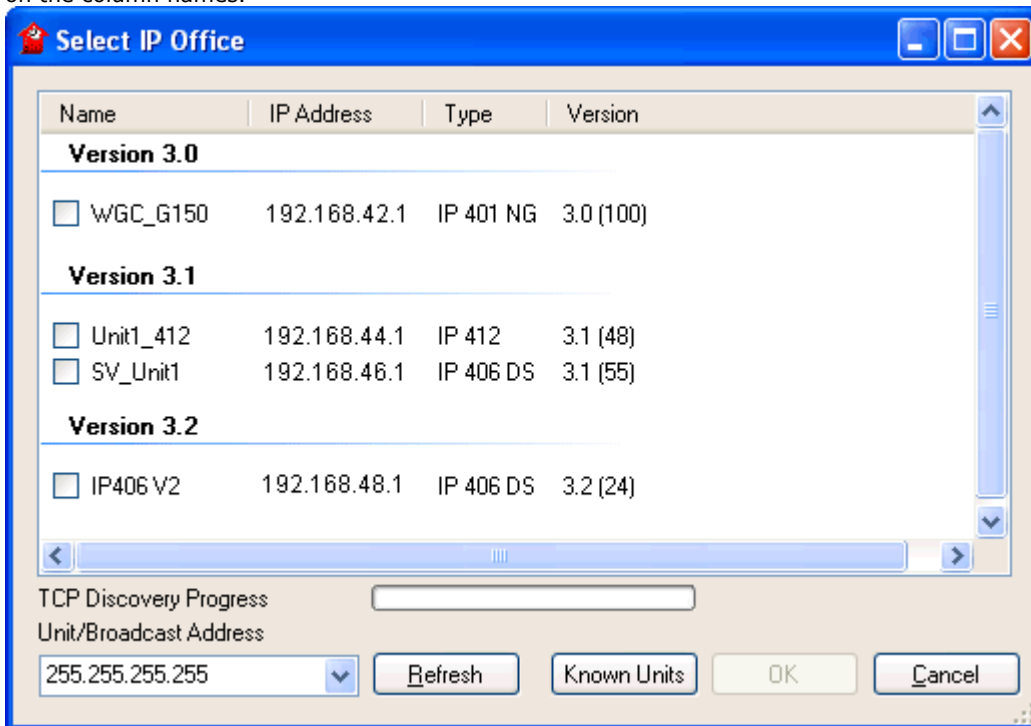 on the column names.
Select IP Office
Name IP Address Type Version
Version 3.0
WGC_G150 192.168.42.1 IP 401 NG 3.0 (100)
Version 3.1
Unit1_412 192.168.44.1 IP 412 3.1 (48)
SV_Unit1 192.168.46.1 IP 406 DS 3.1 (55)
Version 3.2
IP406 V2 192.168.48.1 IP 406 DS 3.2 (24)
TCP Discovery Progress
Unit/Broadcast Address
255.255.255.255 Refresh Known Units OK Cancel